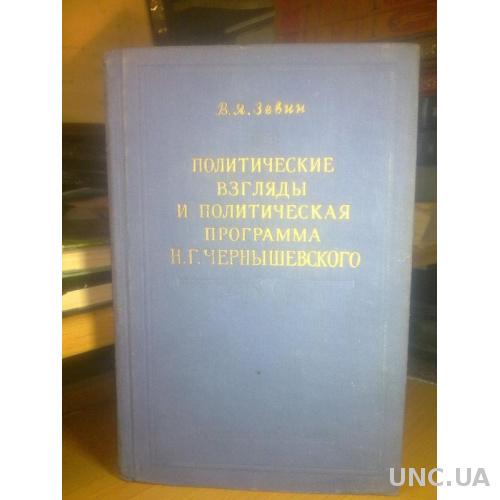 В. Я. Зевин
ПОЛИТИЧЕСКИЕ
ВЗГЛЯДЫ
И ПОЛИТИЧЕСКАЯ
ПРОГРАММА
Н. Г. ЧЕРНЫШЕВСКОГО
UNC.UA